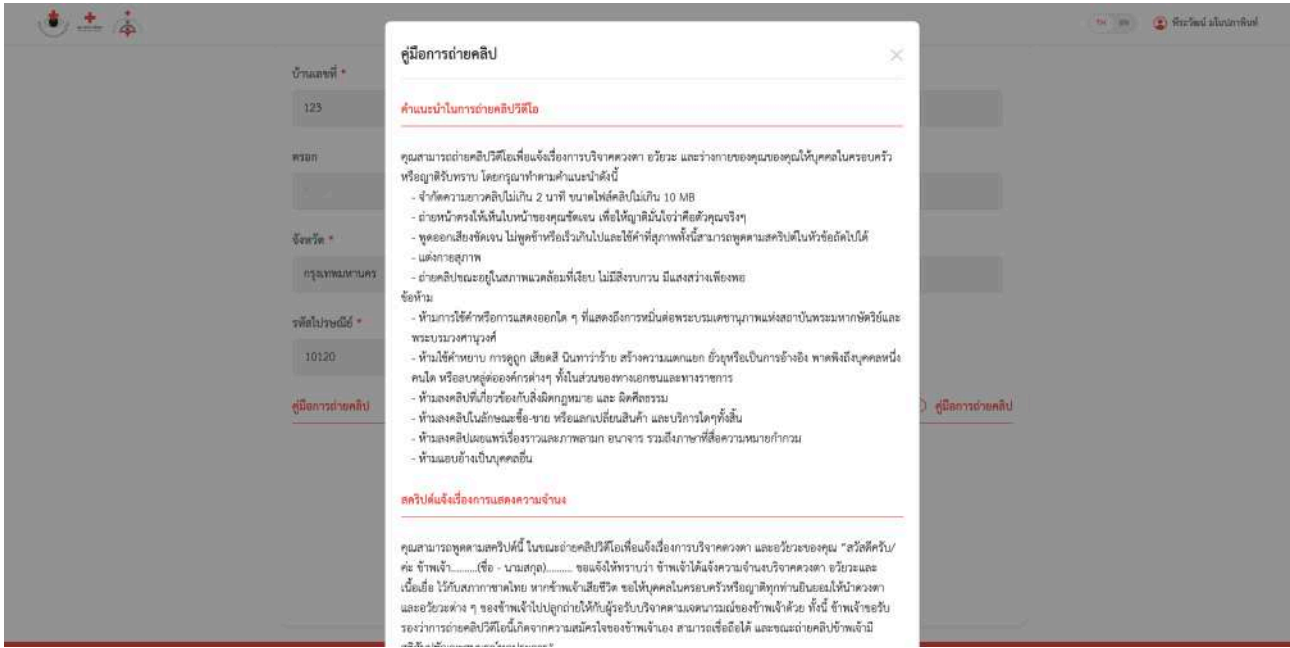 TH EN
พีระวัฒน์ มโนปภาพินท์
คู่มือการถ่ายคลิป
บ้านเลขที่ *
123
คำแนะนำในการถ่ายคลิปวีดีโอ
ตรอก
คุณสามารถถ่ายคลิปวีดีโอเพื่อแจ้งเรื่องการบริจาคดวงตา อวัยวะ และร่างกายของคุณของคุณให้บุคคลในครอบครัว
หรือญาติรับทราบ โดยกรุณาทำตามคำแนะนำดังนี้
- จำกัดความยาวคลิปไม่เกิน 2 นาที ขนาดไฟล์คลิปไม่เกิน 10 MB
- ถ่ายหน้าตรงให้เห็นใบหน้าของคุณชัดเจน เพื่อให้ญาติมั่นใจว่าคือตัวคุณจริงๆ
จังหวัด *
- พูดออกเสียงชัดเจน ไม่พูดช้าหรือเร็วเกินไปและใช้คำที่สุภาพทั้งนี้สามารถพูดตามสคริปต์ในหัวข้อถัดไปได้
- แต่งกายสุภาพ
กรุงเทพมหานคร
- ถ่ายคลิปขณะอยู่ในสภาพแวดล้อมที่เงียบ ไม่มีสิ่งรบกวน มีแสงสว่างเพียงพอ
ข้อห้าม
รหัสไปรษณีย์ *
- ห้ามการใช้คำหรือการแสดงออกใด ๆ ที่แสดงถึงการหมิ่นต่อพระบรมเดชานุภาพแห่งสถาบันพระมหากษัตริย์และ
พระบรมวงศานุวงศ์
10120
- ห้ามใช้คำหยาบ การดูถูก เสียดสี นินทาว่าร้าย สร้างความแตกแยก ยั่วยุหรือเป็นการอ้างอิง พาดพิงถึงบุคคลหนึ่ง
คนใด หรือลบหลู่ต่อองค์กรต่างๆ ทั้งในส่วนของทางเอกชนและทางราชการ
- ห้ามลงคลิปที่เกี่ยวข้องกับสิ่งผิดกฎหมาย และ ผิดศีลธรรม
คู่มือการถ่ายคลิป
คู่มือการถ่ายคลิป
- ห้ามลงคลิปในลักษณะซื้อ-ขาย หรือแลกเปลี่ยนสินค้า และบริการใดๆทั้งสิ้น
- ห้ามลงคลิปเผยแพร่เรื่องราวและภาพลามก อนาจาร รวมถึงภาษาที่สื่อความหมายกำกวม
- ห้ามแอบอ้างเป็นบุคคลอื่น
สคริปต์แจ้งเรื่องการแสดงความจำนง
คุณสามารถพูดตามสคริปต์นี้ ในขณะถ่ายคลิปวีดีโอเพื่อแจ้งเรื่องการบริจาคดวงตา และอวัยวะของคุณ "สวัสดีครับ/
ค่ะ ข้าพเจ้า.........(ชื่อ - นามสกุล)......... ขอแจ้งให้ทราบว่า ข้าพเจ้าได้แจ้งความจำนงบริจาคดวงตา อวัยวะและ
เนื้อเยื่อ ไว้กับสภากาชาดไทย หากข้าพเจ้าเสียชีวิต ขอให้บุคคลในครอบครัวหรือญาติทุกท่านยินยอมให้นำดวงตา
และอวัยวะต่าง ๆ ของข้าพเจ้าไปปลูกถ่ายให้กับผู้รอรับบริจาคตามเจตนารมณ์ของข้าพเจ้าด้วย ทั้งนี้ ข้าพเจ้าขอรับ
รองว่าการถ่ายคลิปวีดีโอนี้เกิดจากความสมัครใจของข้าพเจ้าเอง สามารถเชื่อถือได้ และขณะถ่ายคลิปข้าพเจ้ามี